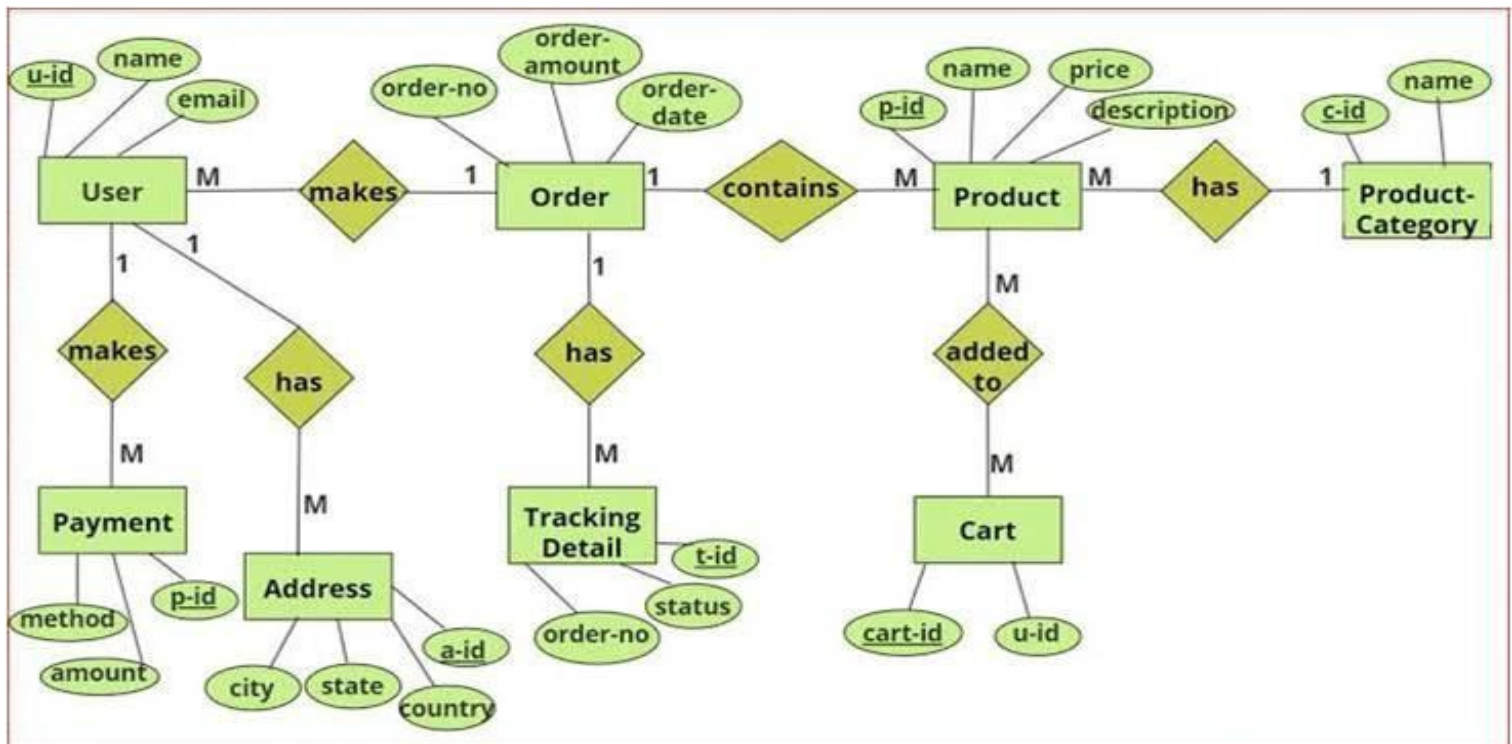 u-id
name
email
order-no
order-
amount
order-
date
p-id
name
price
description
c-id
name
User
M
makes
1
Order
1
contains
M
Product
M
has
1
Product-
Category
1
1
1
M
makes
has
has
added
to
M
M
M
M
Payment
Address
Tracking
Detail
Cart
method
amount
p-id
city
state
country
a-id
order-no
status
t-id
cart-id
u-id